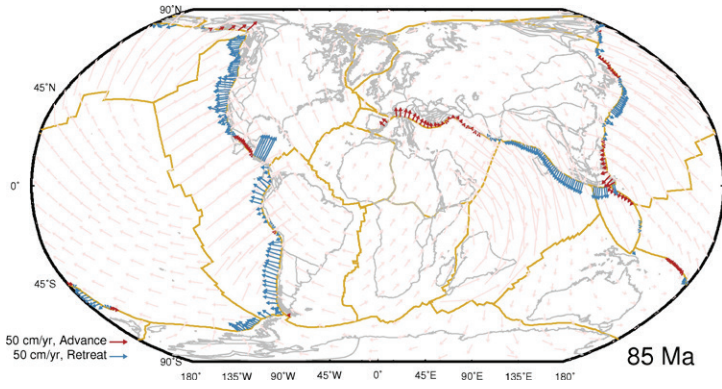 90˚N
45˚N
0˚
45˚S
50 cm/yr, Advance
50 cm/yr, Retreat
90˚S
85 Ma
180˚ 135˚W 90˚W 45˚W 0˚ 45˚E 90˚E 135˚E 180˚